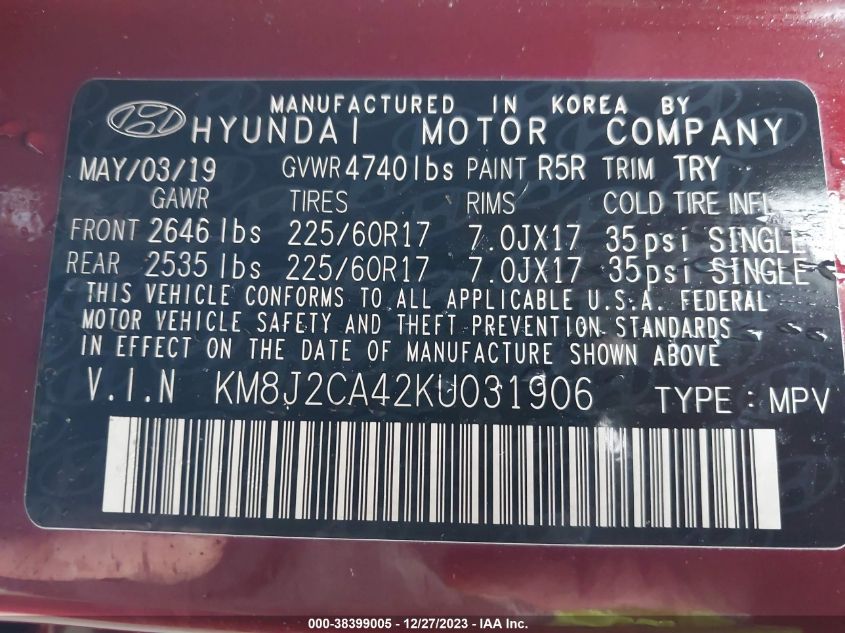 MANUFACTURED IN KOREA BY
HYUNDAI MOTOR COMPANY
MAY/03/19 GVWR 4740lbs PAINT R5R TRIM TRY
GAWR TIRES RIMS COLD TIRE INFL
FRONT 2646 lbs 225/60R17 7.0JX17 35psi SINGLE
REAR 2535 lbs 225/60R17 7.0JX17 35psi SINGLE
THIS VEHICLE CONFORMS TO ALL APPLICABLE U.S.A. FEDERAL
MOTOR VEHICLE SAFETY AND THEFT PREVENTION STANDARDS
IN EFFECT ON THE DATE OF MANUFACTURE SHOWN ABOVE.
V.I.N KM8J2CA42KU031906 TYPE : MPV
000-38399005 - 12/27/2023 - IAA Inc.